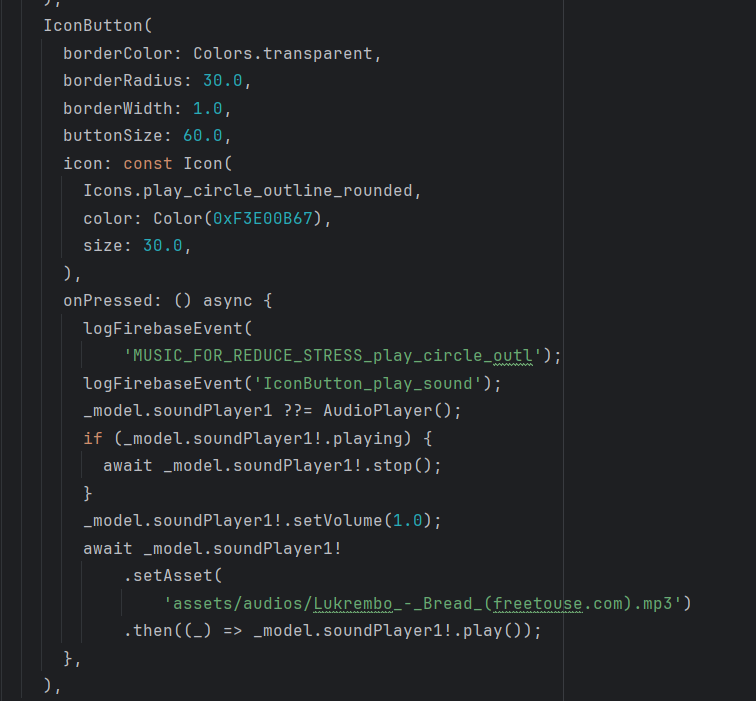 ),
IconButton(
borderColor: Colors.transparent,
borderRadius: 30.0,
borderWidth: 1.0,
buttonSize: 60.0,
icon: const Icon(
Icons.play_circle_outline_rounded,
color: Color(0xF3E00B67),
size: 30.0,
),
onPressed: () async {
logFirebaseEvent(
'MUSIC_FOR_REDUCE_STRESS_play_circle_outl');
logFirebaseEvent('IconButton_play_sound');
_model.soundPlayer1 ??= AudioPlayer();
if (_model.soundPlayer1!.playing) {
await _model.soundPlayer1!.stop();
}
_model.soundPlayer1!.setVolume(1.0);
await _model.soundPlayer1!
.setAsset(
'assets/audios/Lukrembo_-_Bread_(freetouse.com).mp3')
.then((_) => _model.soundPlayer1!.play());
},
),